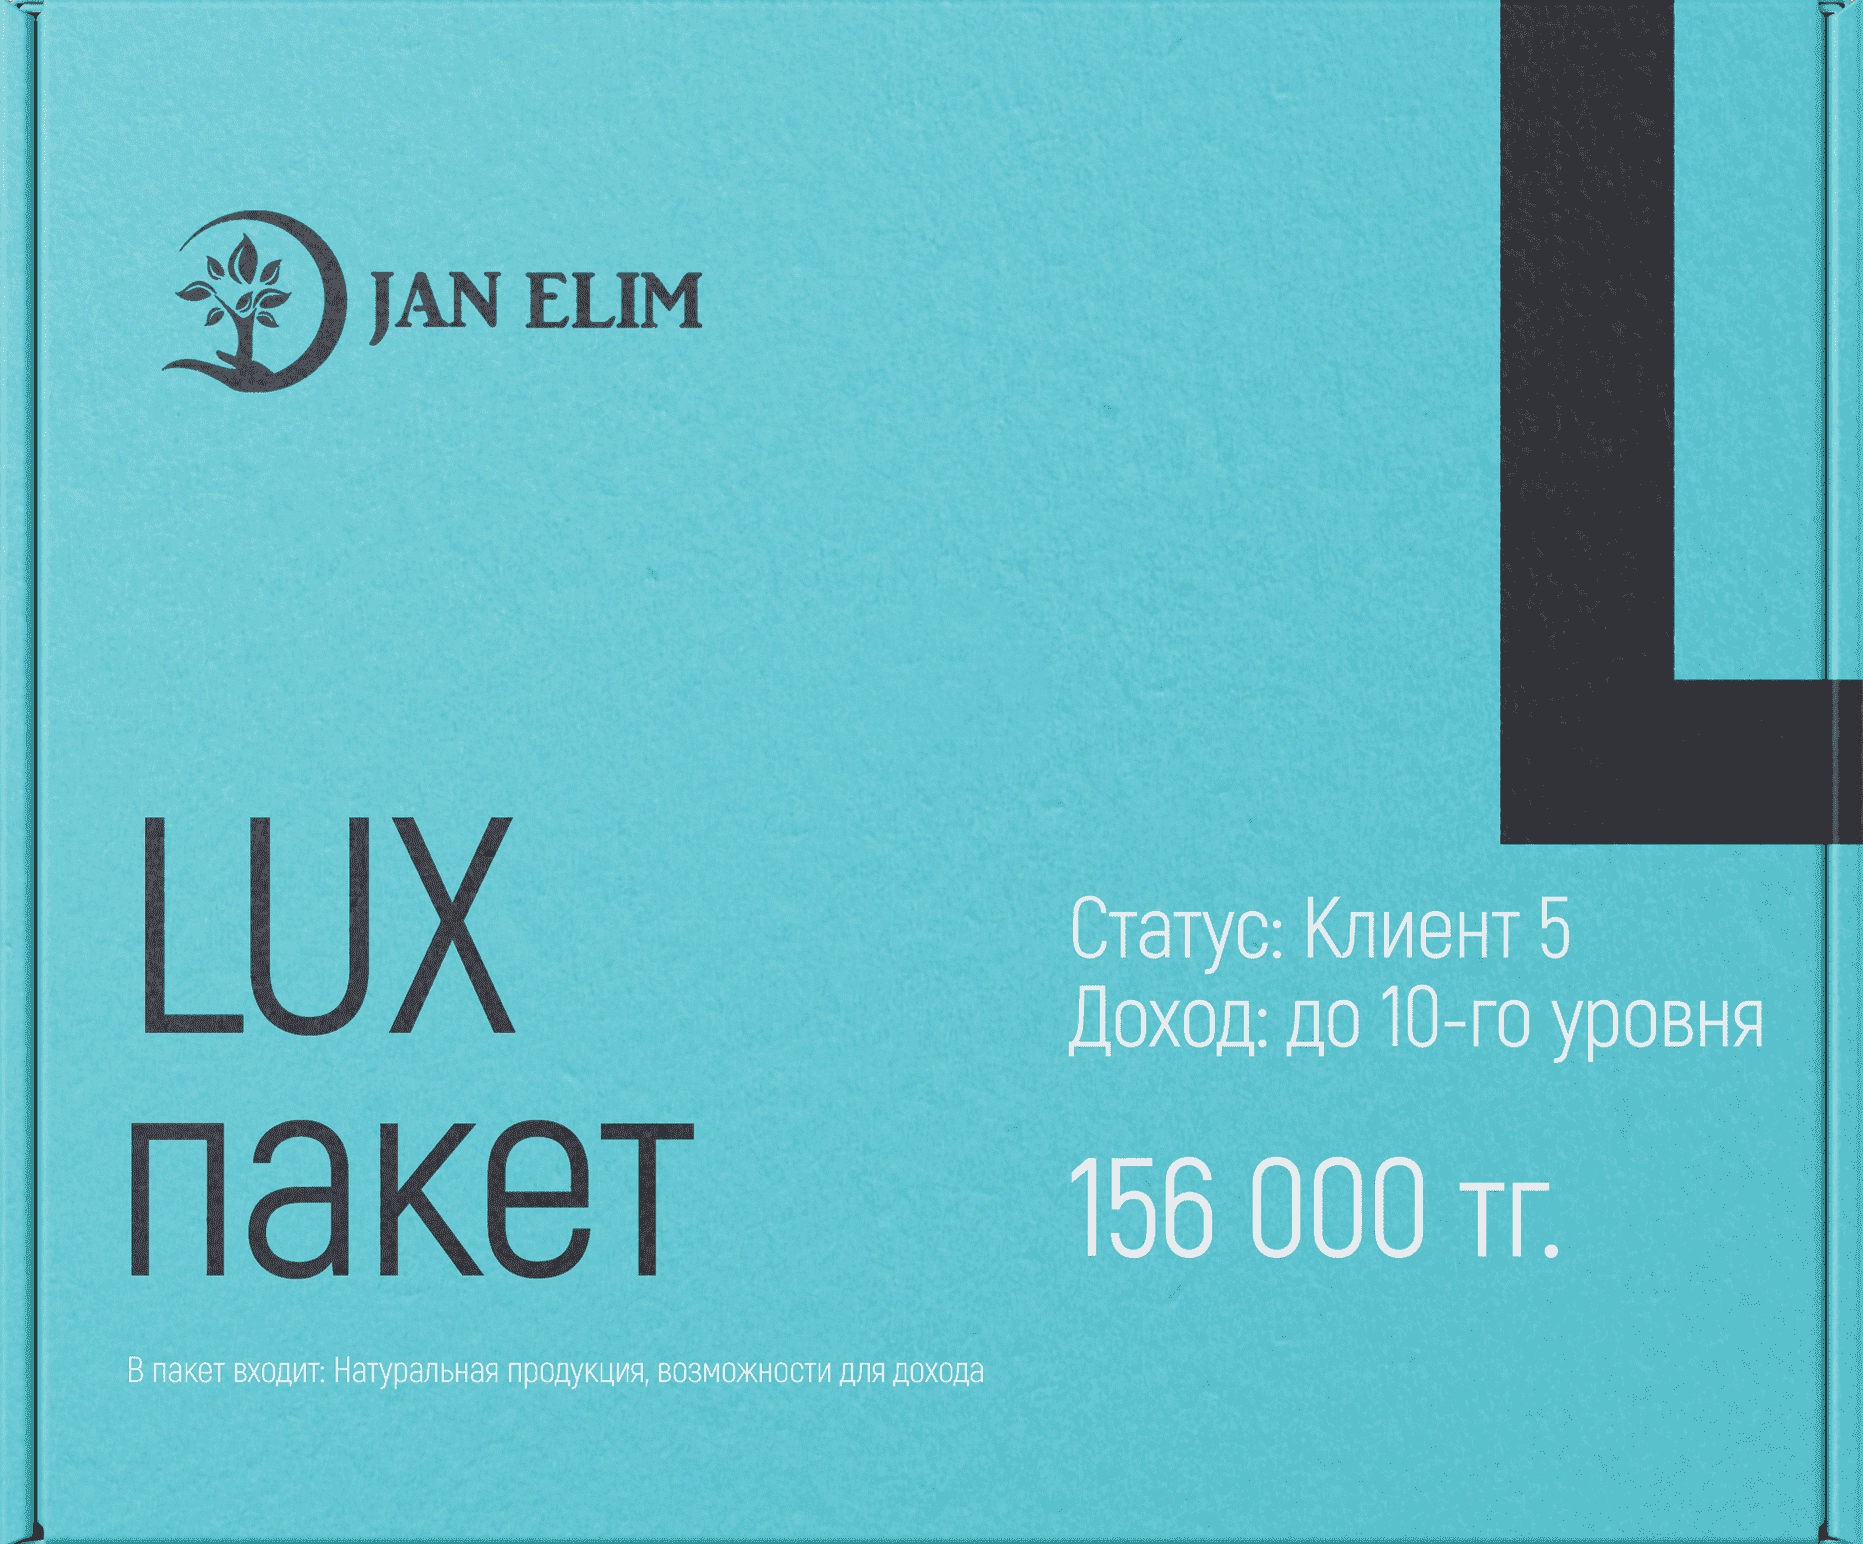 JAN ELIM
L
LUX
пакет
Статус: Клиент 5
Доход: до 10-го уровня
156 000 тг.
В пакет входит: Натуральная продукция, возможности для дохода